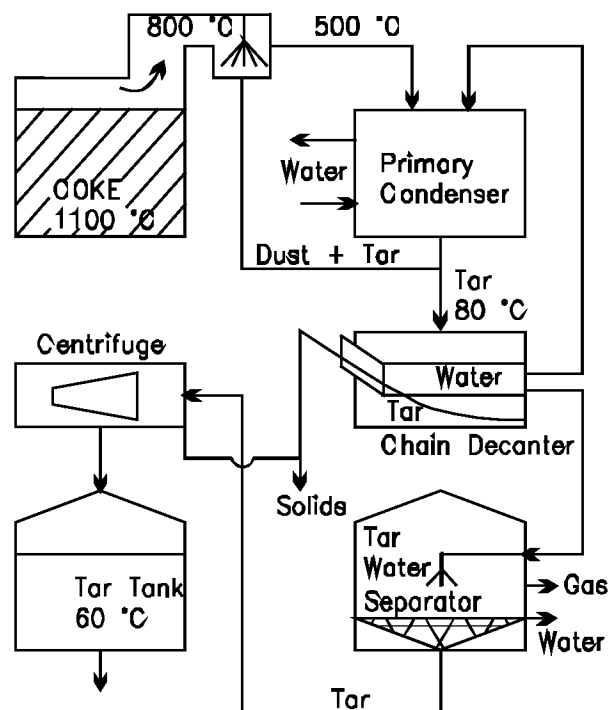 800 °C
500 °C
COKE
1100 °C
Water
Primary
Condenser
Dust + Tar
Tar
80 °C
Centrifuge
Water
Tar
Chain Decanter
Solids
Tar
Water
Separator
Gas
Water
Tar Tank
60 °C
Tar